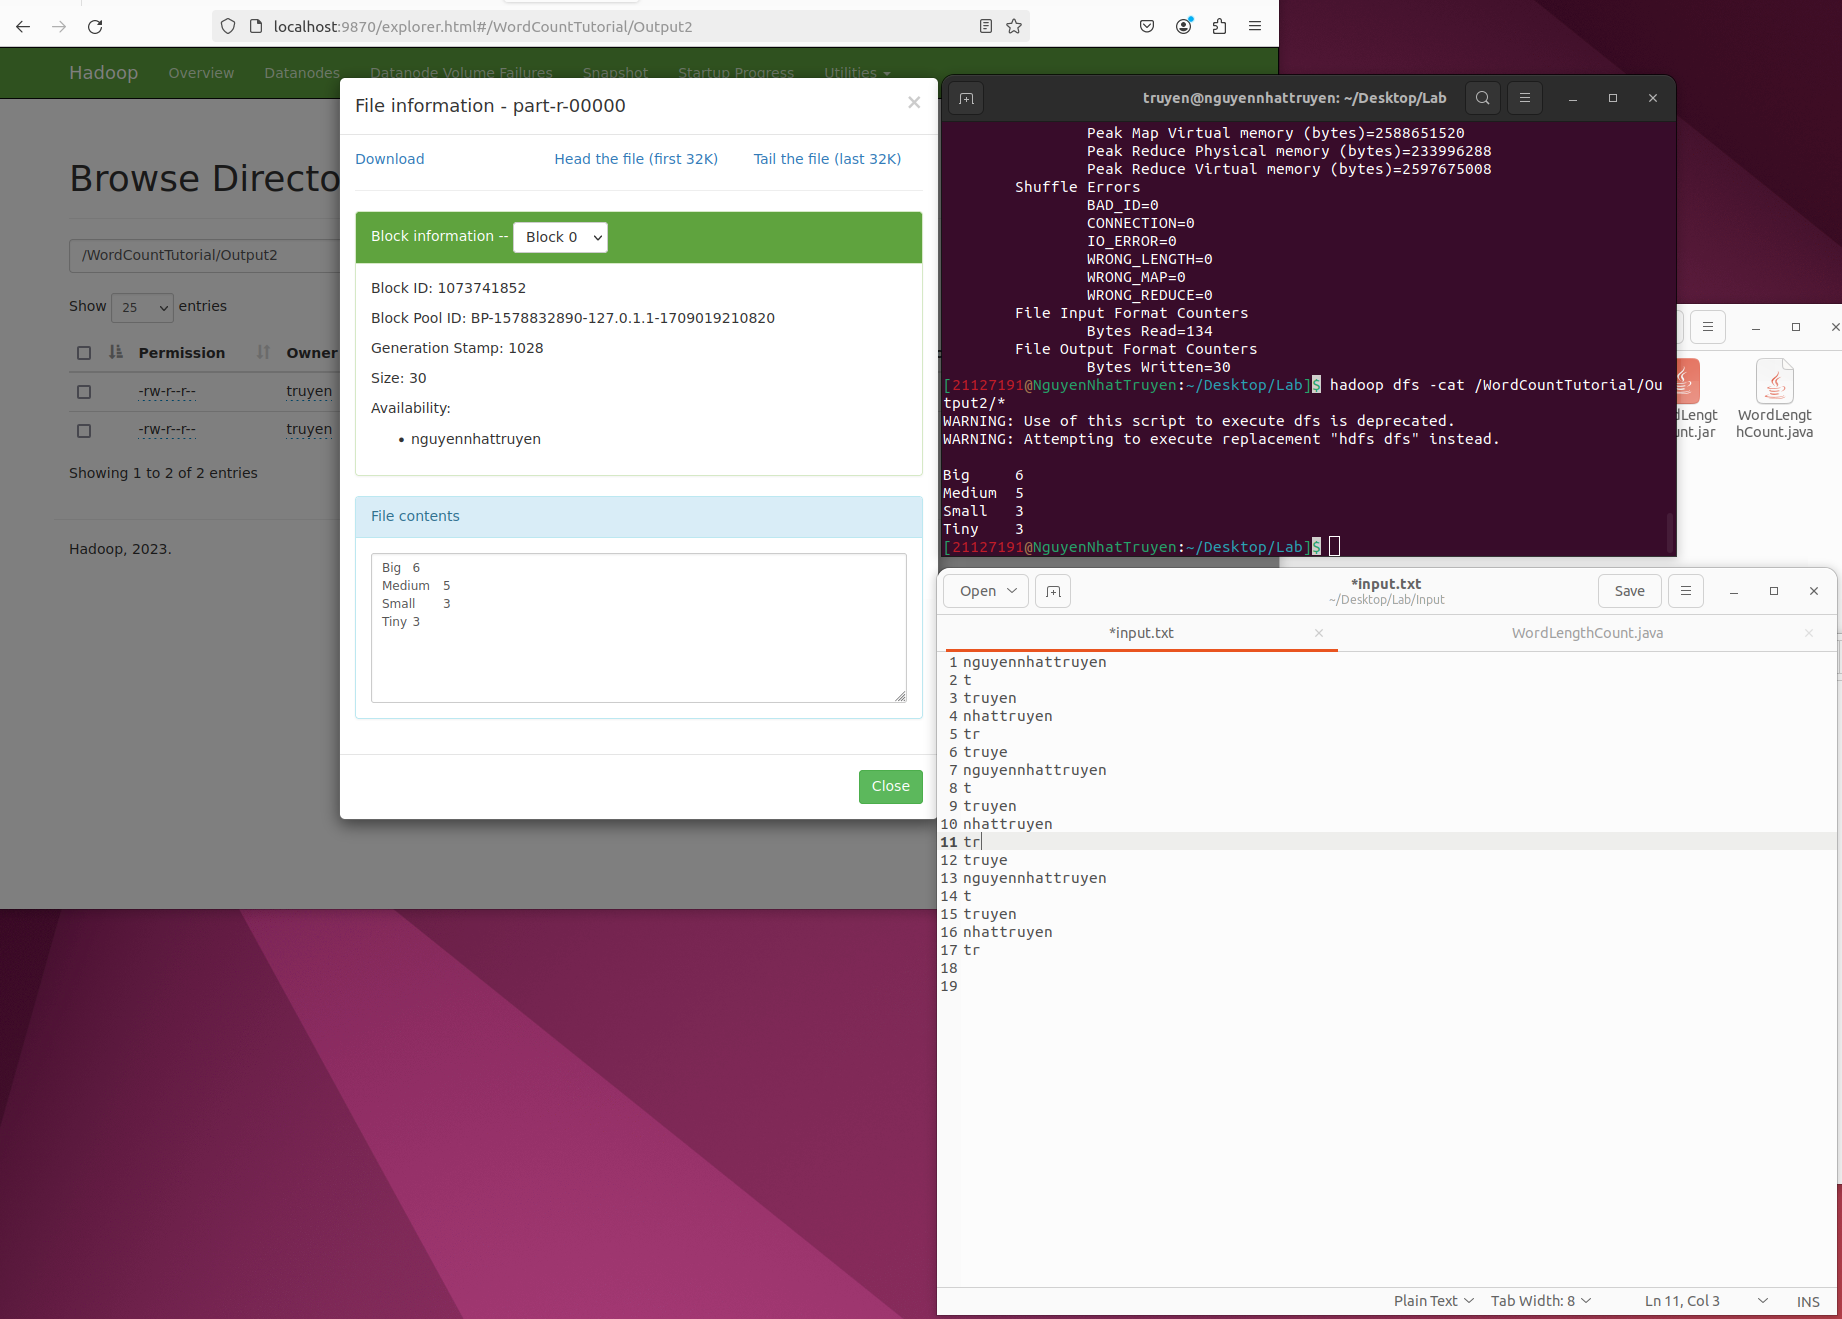 localhost:9870/explorer.html#/WordCountTutorial/Output2
Hadoop Overview Datanodes Datanode Volume Failures Snapshot Startup Progress Utilities
Browse Directo
/WordCountTutorial/Output2
Show 25 entries
Permission Owner
-rw-r--r-- truyen
-rw-r--r-- truyen
Showing 1 to 2 of 2 entries
Hadoop, 2023.
File information - part-r-00000
Download Head the file (first 32K) Tail the file (last 32K)
Block information -- Block 0
Block ID: 1073741852
Block Pool ID: BP-1578832890-127.0.1.1-1709019210820
Generation Stamp: 1028
Size: 30
Availability:
• nguyennhattruyen
File contents
Big 6
Medium 5
Small 3
Tiny 3
Close
truyen@nguyennhattruyen: ~/Desktop/Lab
Peak Map Virtual memory (bytes)=2588651520
Peak Reduce Physical memory (bytes)=233996288
Peak Reduce Virtual memory (bytes)=2597675008
Shuffle Errors
BAD_ID=0
CONNECTION=0
IO_ERROR=0
WRONG_LENGTH=0
WRONG_MAP=0
WRONG_REDUCE=0
File Input Format Counters
Bytes Read=134
File Output Format Counters
Bytes Written=30
[21127191@NguyenNhatTruyen:~/Desktop/Lab]$ hadoop dfs -cat /WordCountTutorial/Ou
tput2/*
WARNING: Use of this script to execute dfs is deprecated.
WARNING: Attempting to execute replacement "hdfs dfs" instead.
Big 6
Medium 5
Small 3
Tiny 3
[21127191@NguyenNhatTruyen:~/Desktop/Lab]$
dLengt WordLengt
unt.jar hCount.java
Open *input.txt Save
~/Desktop/Lab/Input
*input.txt WordLengthCount.java
1 nguyennhattruyen
2 t
3 truyen
4 nhattruyen
5 tr
6 truye
7 nguyennhattruyen
8 t
9 truyen
10 nhattruyen
11 tr
12 truye
13 nguyennhattruyen
14 t
15 truyen
16 nhattruyen
17 tr
18
19
Plain Text Tab Width: 8 Ln 11, Col 3 INS